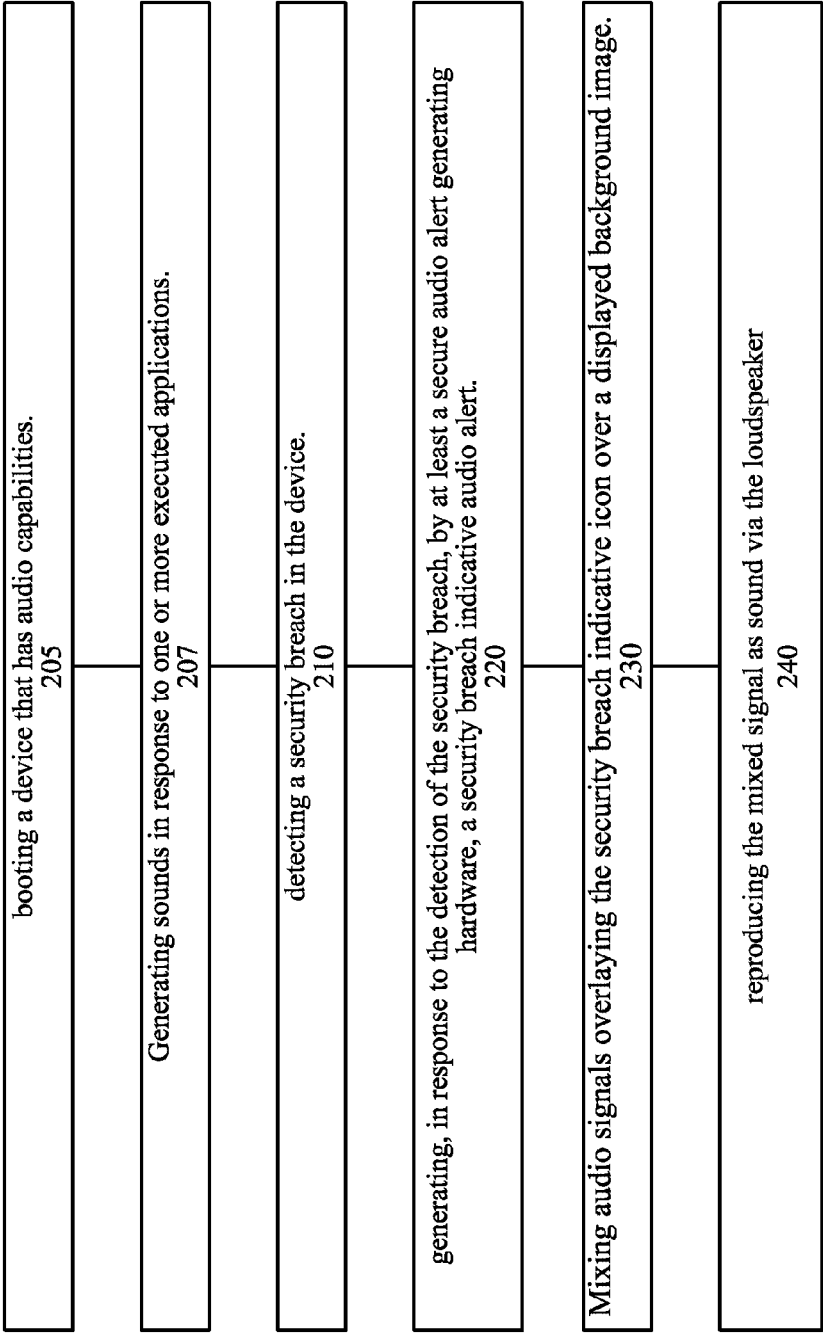 booting a device that has audio capabilities.
205
Generating sounds in response to one or more executed applications.
207
detecting a security breach in the device.
210
generating, in response to the detection of the security breach, by at least a secure audio alert generating
hardware, a security breach indicative audio alert.
220
Mixing audio signals overlaying the security breach indicative icon over a displayed background image.
230
reproducing the mixed signal as sound via the loudspeaker
240